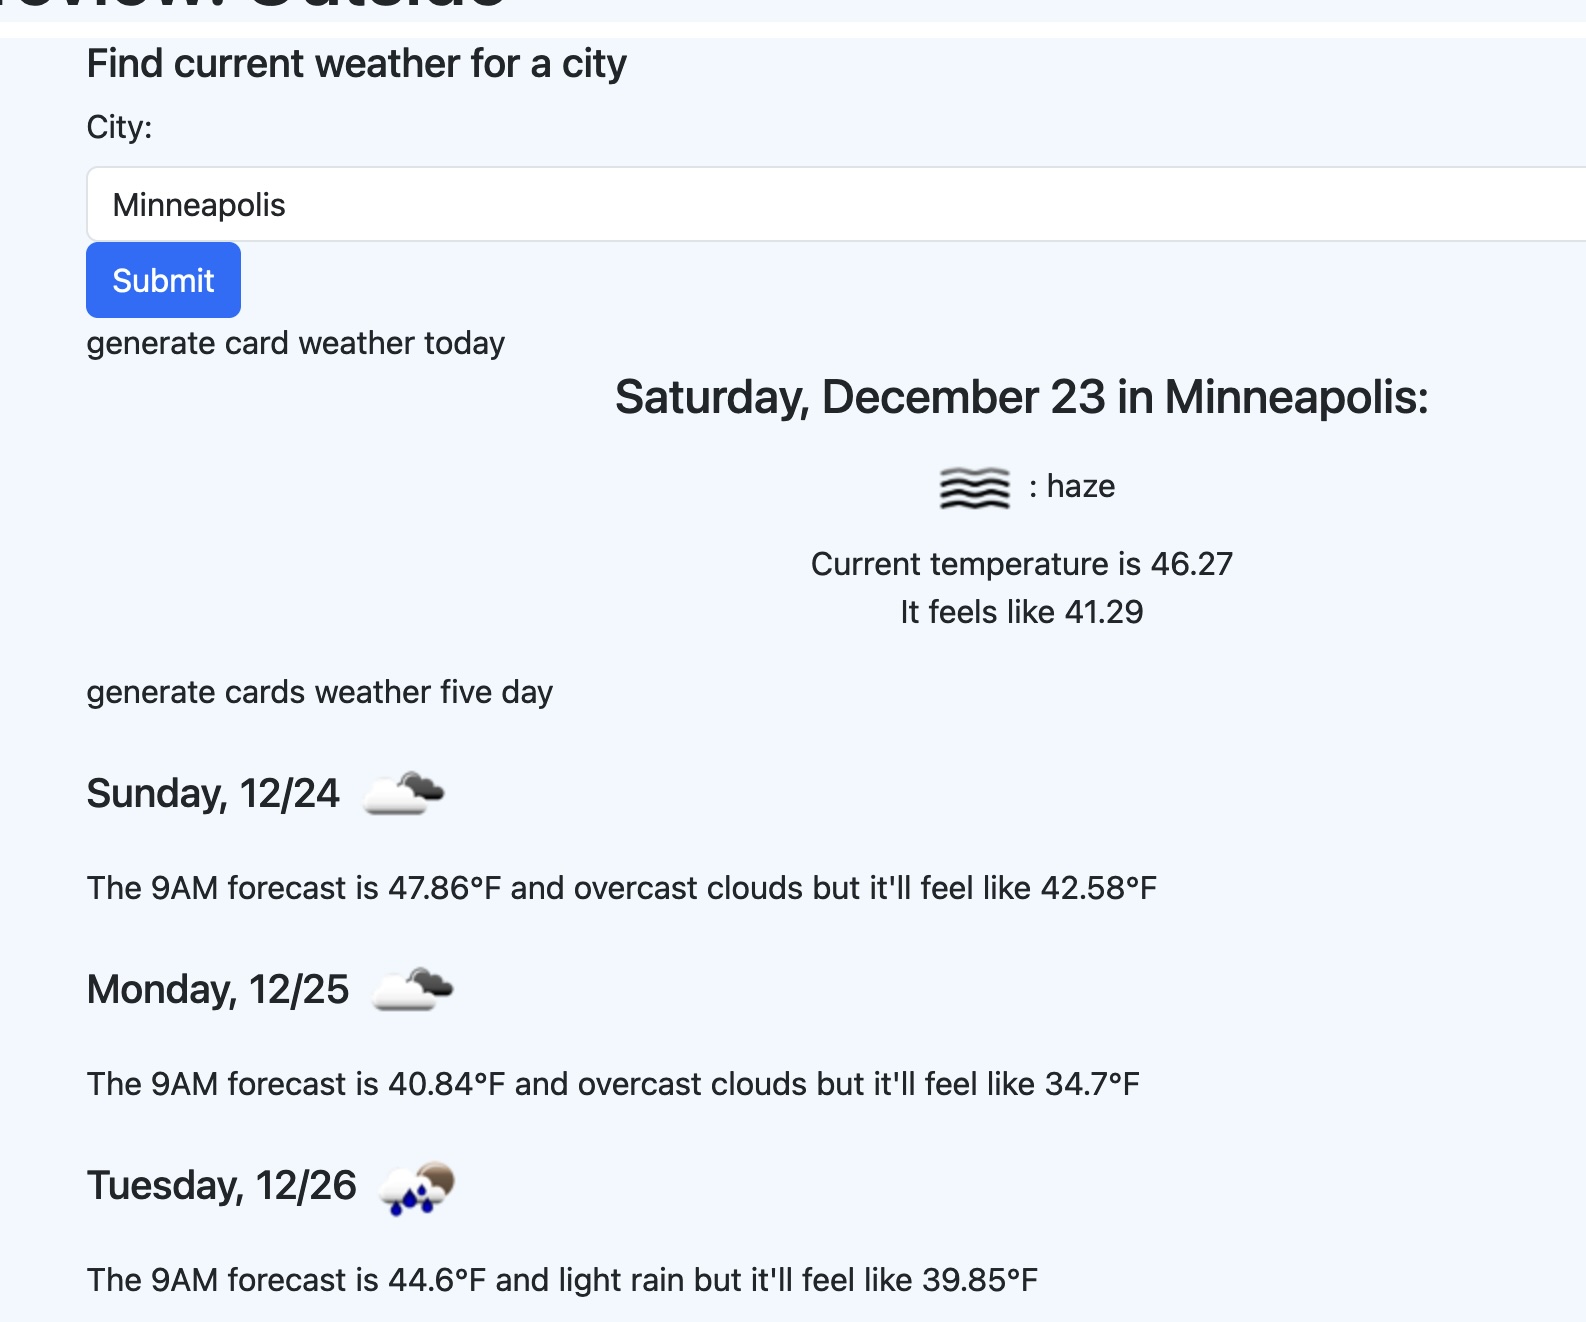 Find current weather for a city
City:
Minneapolis
Submit
generate card weather today
Saturday, December 23 in Minneapolis:
: haze
Current temperature is 46.27
It feels like 41.29
generate cards weather five day
Sunday, 12/24
The 9AM forecast is 47.86°F and overcast clouds but it'll feel like 42.58°F
Monday, 12/25
The 9AM forecast is 40.84°F and overcast clouds but it'll feel like 34.7°F
Tuesday, 12/26
The 9AM forecast is 44.6°F and light rain but it'll feel like 39.85°F